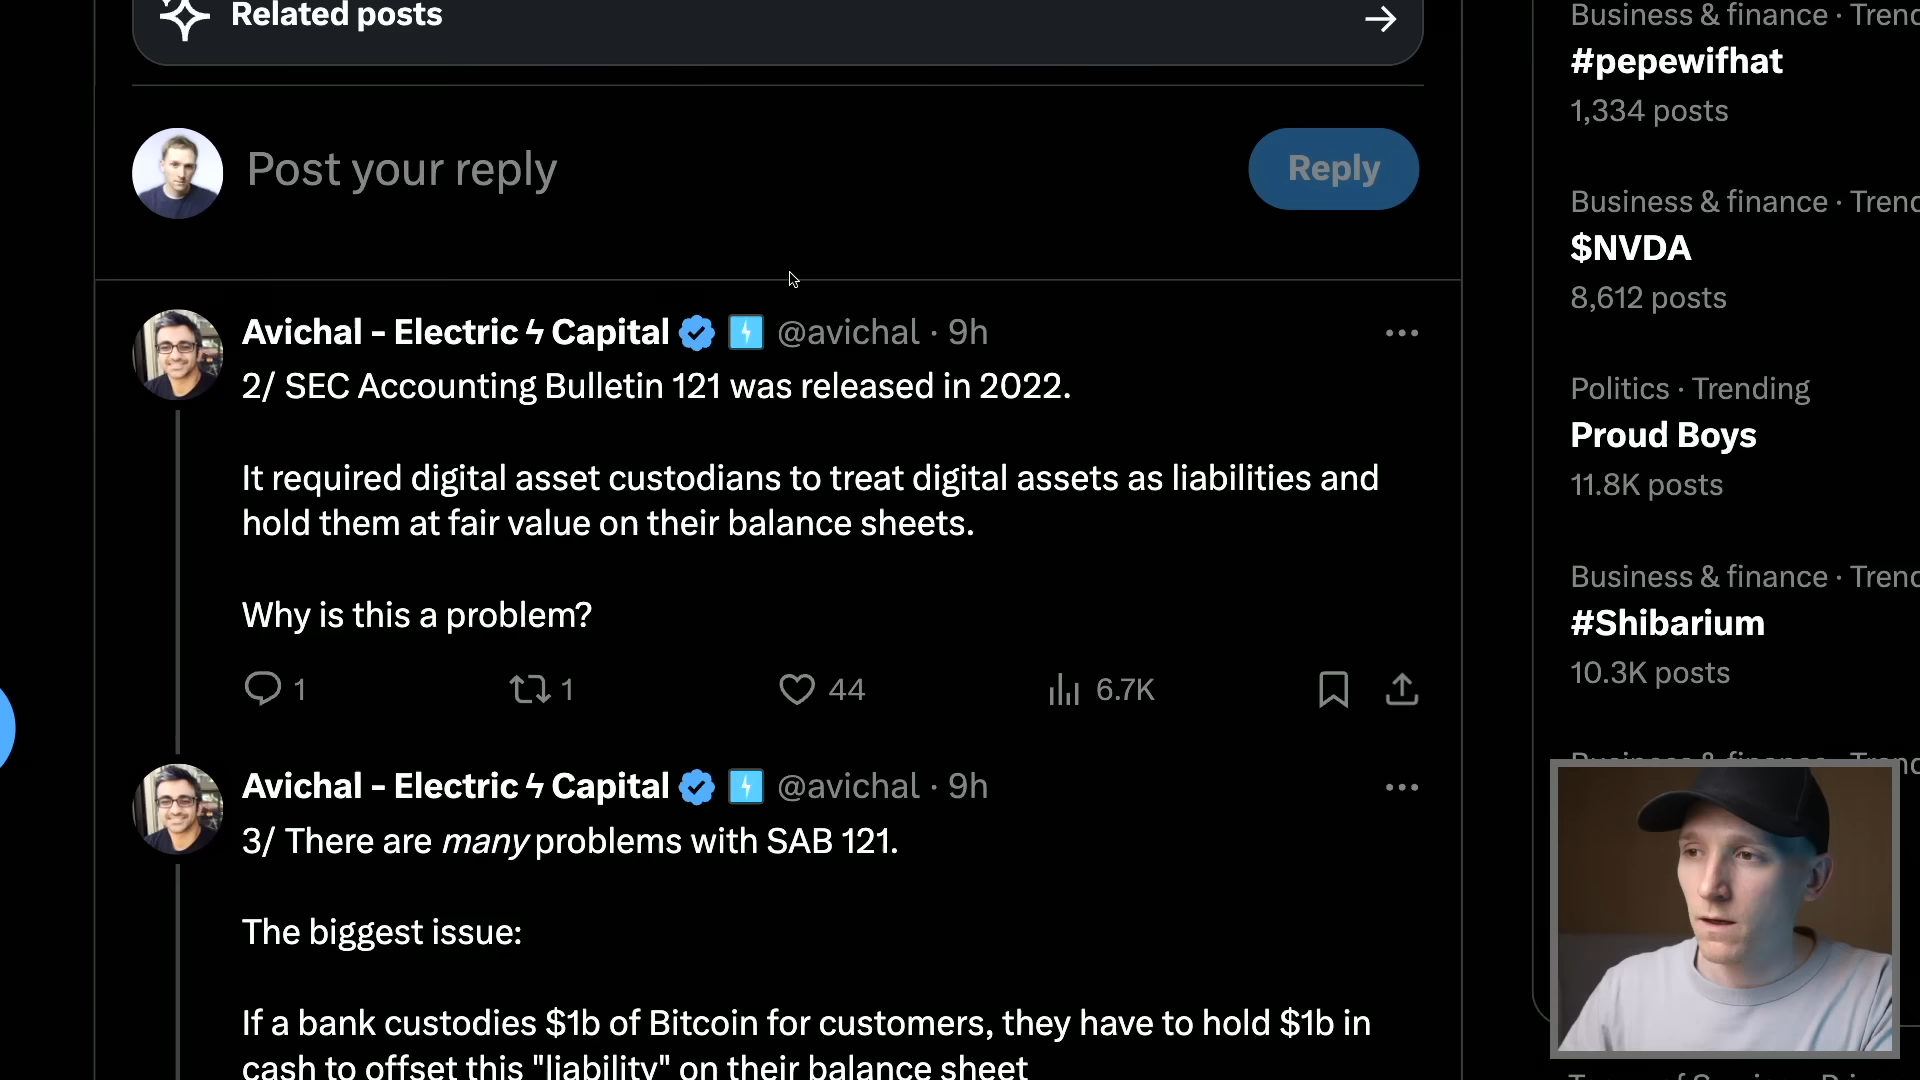 Related posts
Post your reply
Reply
Avichal - Electric ϟ Capital @avichal · 9h
2/ SEC Accounting Bulletin 121 was released in 2022.
It required digital asset custodians to treat digital assets as liabilities and
hold them at fair value on their balance sheets.
Why is this a problem?
1 1 44 6.7K
Avichal - Electric ϟ Capital @avichal · 9h
3/ There are many problems with SAB 121.
The biggest issue:
If a bank custodies $1b of Bitcoin for customers, they have to hold $1b in
cash to offset this "liability" on their balance sheet
Business & finance · Trend
#pepewifhat
1,334 posts
Business & finance · Trend
$NVDA
8,612 posts
Politics · Trending
Proud Boys
11.8K posts
Business & finance · Trend
#Shibarium
10.3K posts
Business & finance · Trend